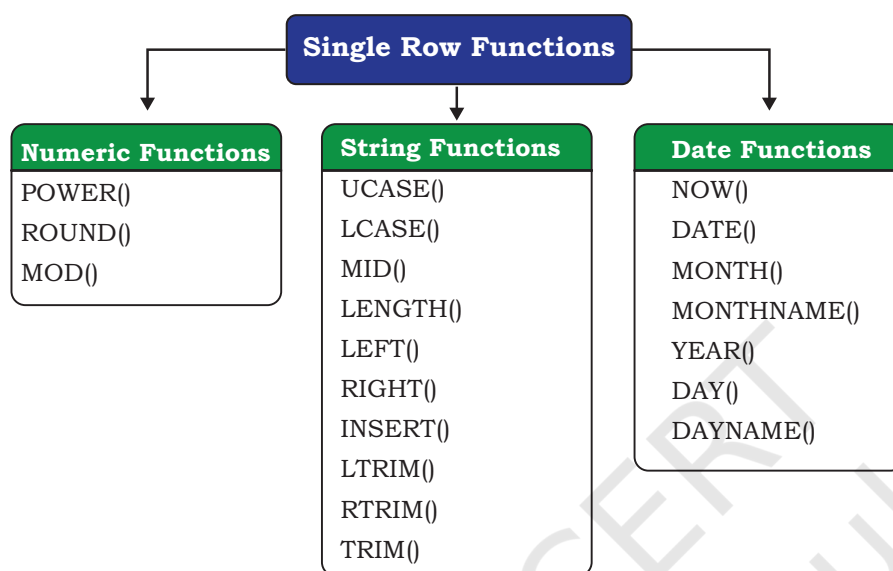 Single Row Functions
Numeric Functions
POWER()
ROUND()
MOD()
String Functions
UCASE()
LCASE()
MID()
LENGTH()
LEFT()
RIGHT()
INSERT()
LTRIM()
RTRIM()
TRIM()
Date Functions
NOW()
DATE()
MONTH()
MONTHNAME()
YEAR()
DAY()
DAYNAME()